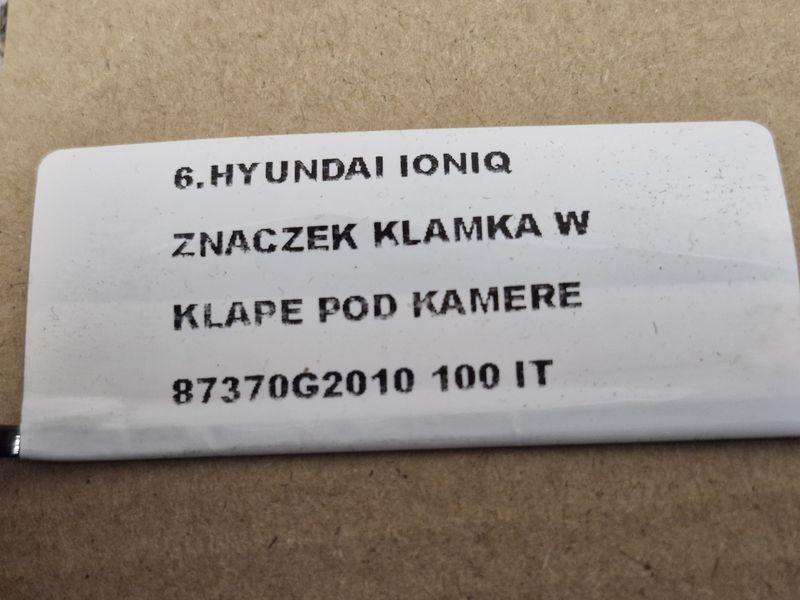 6.HYUNDAI IONIQ
ZNACZEK KLAMKA W
KLAPE POD KAMERE
87370G2010 100 IT